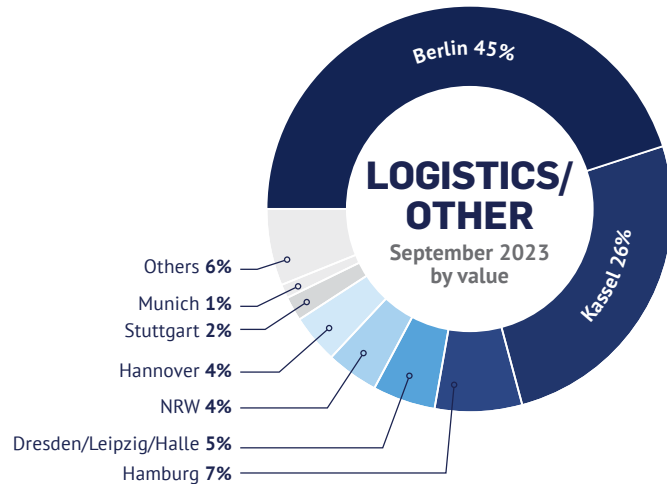 Berlin 45%
LOGISTICS/
OTHER
September 2023
by value
Kassel 26%
Others 6%
Munich 1%
Stuttgart 2%
Hannover 4%
NRW 4%
Dresden/Leipzig/Halle 5%
Hamburg 7%